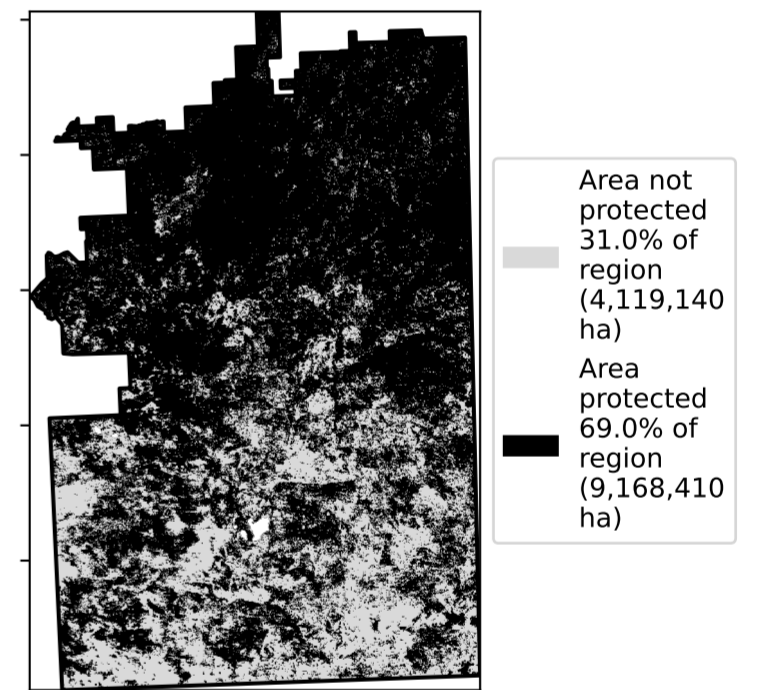 Area not
protected
31.0% of
region
(4,119,140
ha)
Area
protected
69.0% of
region
(9,168,410
ha)